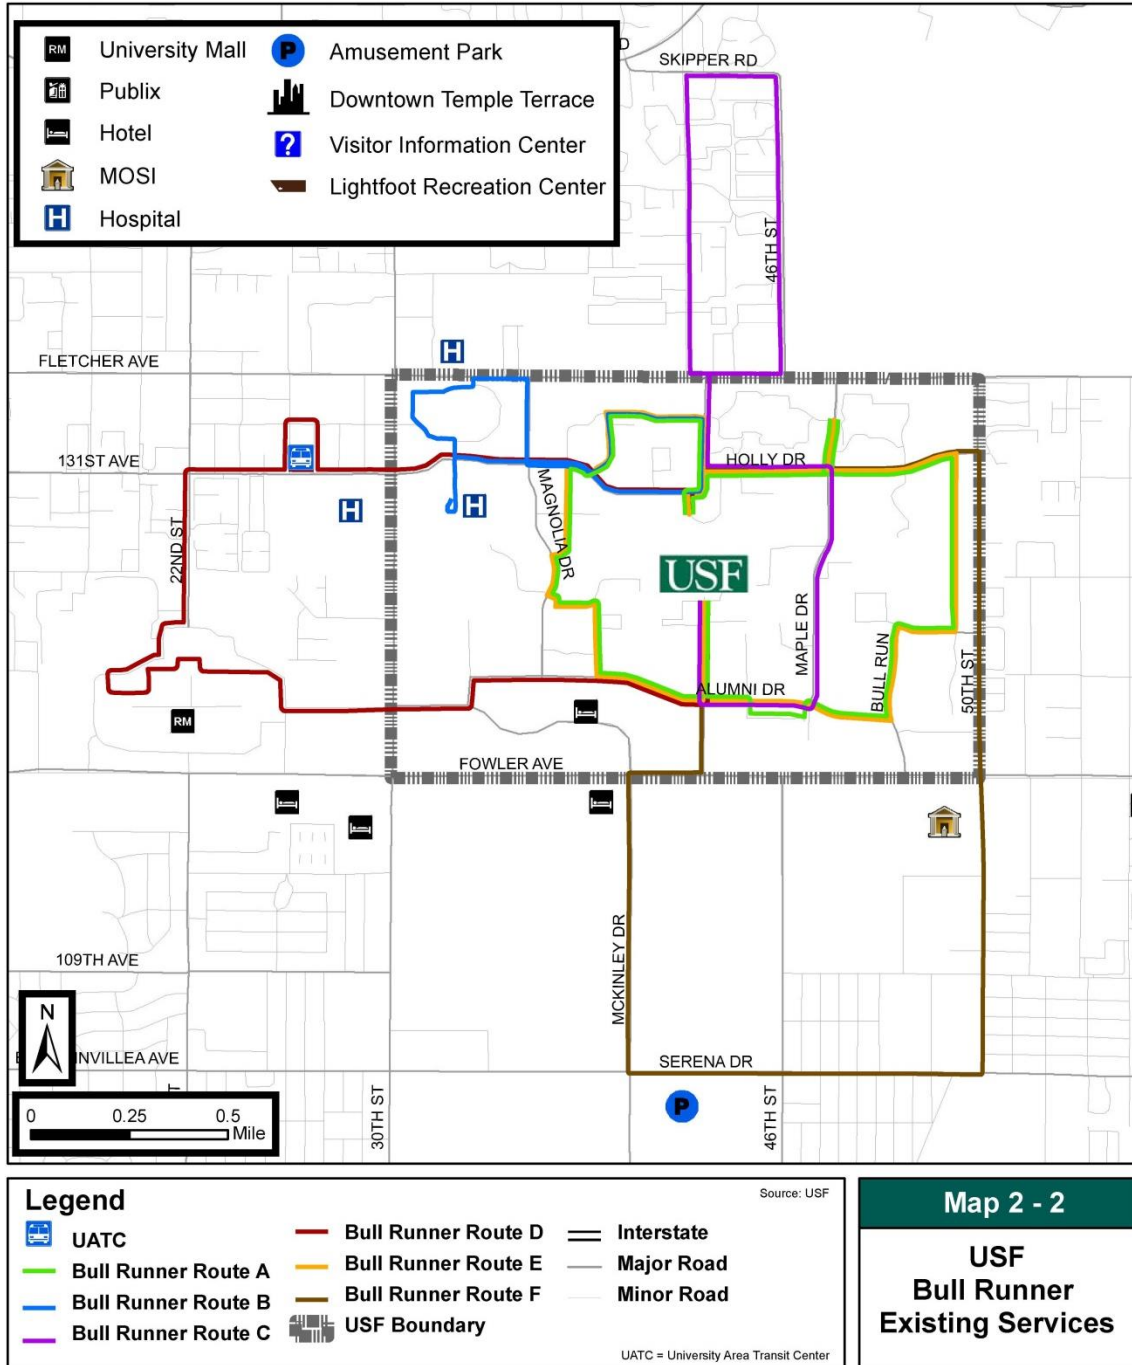 RM University Mall
Publix
Hotel
MOSI
H Hospital
P Amusement Park
Downtown Temple Terrace
? Visitor Information Center
Lightfoot Recreation Center
D
SKIPPER RD
46TH ST
H
FLETCHER AVE
131ST AVE
HOLLY DR
H
H
MAGNOLIA DR
22ND ST
USF
MAPLE DR
BULL RUN
50TH ST
ALUMNI DR
RM
FOWLER AVE
MCKINLEY DR
109TH AVE
N
INVILLEA AVE
SERENA DR
P
30TH ST
46TH ST
0 0.25 0.5
Mile
Legend
Source: USF
UATC
Bull Runner Route A
Bull Runner Route B
Bull Runner Route C
Bull Runner Route D
Bull Runner Route E
Bull Runner Route F
USF Boundary
Interstate
Major Road
Minor Road
UATC = University Area Transit Center
Map 2 - 2
USF
Bull Runner
Existing Services